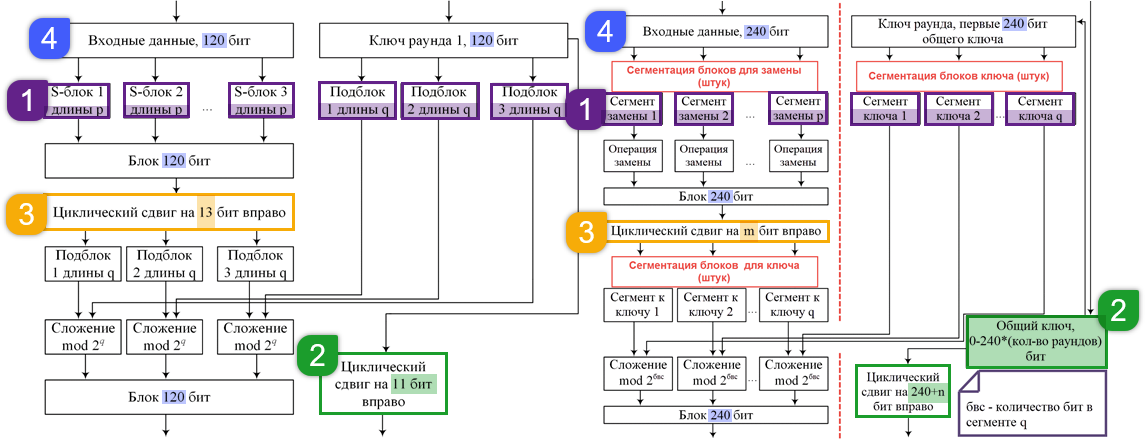 4
Входные данные, 120 бит
Ключ раунда 1, 120 бит
1
S-блок 1
длины p
S-блок 2
длины p
...
S-блок 3
длины p
Подблок
1 длины q
Подблок
2 длины q
Подблок
3 длины q
Блок 120 бит
3
Циклический сдвиг на 13 бит вправо
Подблок
1 длины q
Подблок
2 длины q
Подблок
3 длины q
Сложение
mod 2^q
Сложение
mod 2^q
Сложение
mod 2^q
2
Циклический
сдвиг на 11 бит
вправо
Блок 120 бит
4
Входные данные, 240 бит
Ключ раунда, первые 240 бит
общего ключа
Сегментация блоков для замены
(штук)
Сегментация блоков ключа (штук)
1
Сегмент
замены 1
Сегмент
замены 2
...
Сегмент
замены p
Сегмент
ключа 1
Сегмент
ключа 2
...
Сегмент
ключа q
Операция
замены
Операция
замены
...
Операция
замены
Блок 240 бит
3
Циклический сдвиг на m бит вправо
Сегментация блоков для ключа
(штук)
Сегмент к
ключу 1
Сегмент к
ключу 2
...
Сегмент к
ключу q
2
Общий ключ,
0-240*(кол-во раундов)
бит
Сложение
mod 2^бвс
Сложение
mod 2^бвс
...
Сложение
mod 2^бвс
Циклический
сдвиг на 240+n
бит вправо
бвс - количество бит в
сегменте q
Блок 240 бит